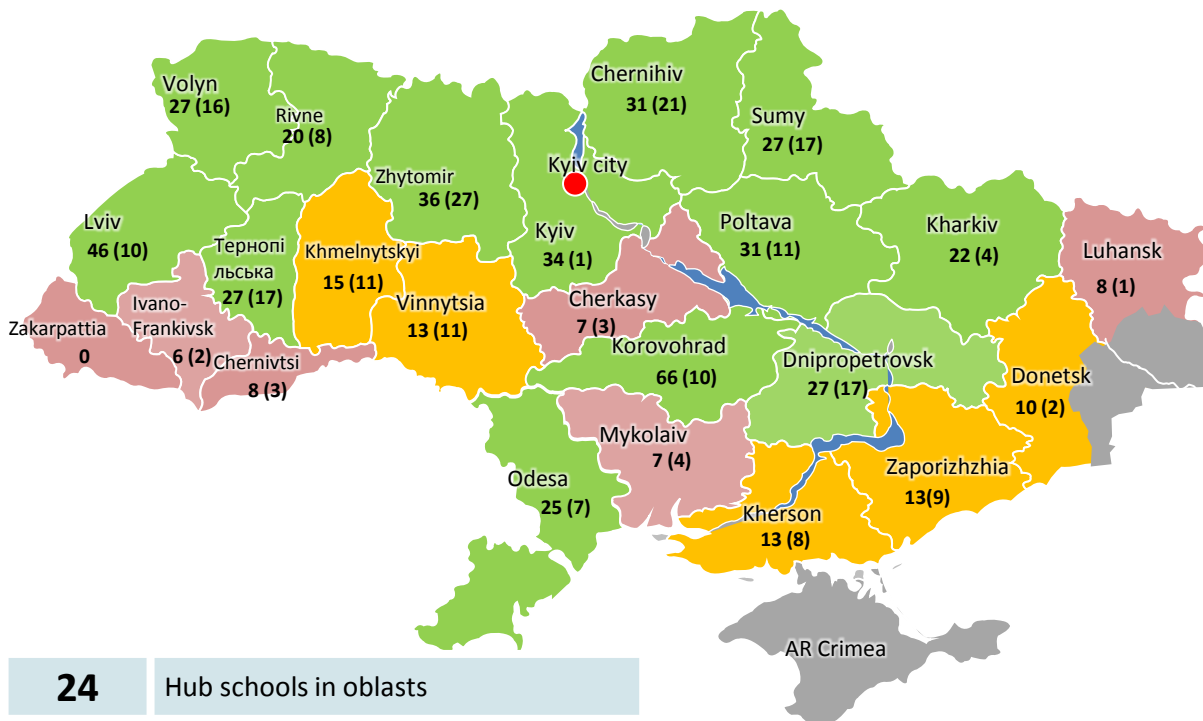 Volyn
27 (16)
Rivne
20 (8)
Zhytomir
36 (27)
Chernihiv
31 (21)
Sumy
27 (17)
Kyiv city
Kyiv
34 (1)
Lviv
46 (10)
Тернопі
льська
27 (17)
Khmelnytskyi
15 (11)
Vinnytsia
13 (11)
Cherkasy
7 (3)
Poltava
31 (11)
Kharkiv
22 (4)
Luhansk
8 (1)
Zakarpattia
0
Ivano-
Frankivsk
6 (2)
Chernivtsi
8 (3)
Korovohrad
66 (10)
Dnipropetrovsk
27 (17)
Donetsk
10 (2)
Odesa
25 (7)
Mykolaiv
7 (4)
Kherson
13 (8)
Zaporizhzhia
13(9)
AR Crimea
24 Hub schools in oblasts